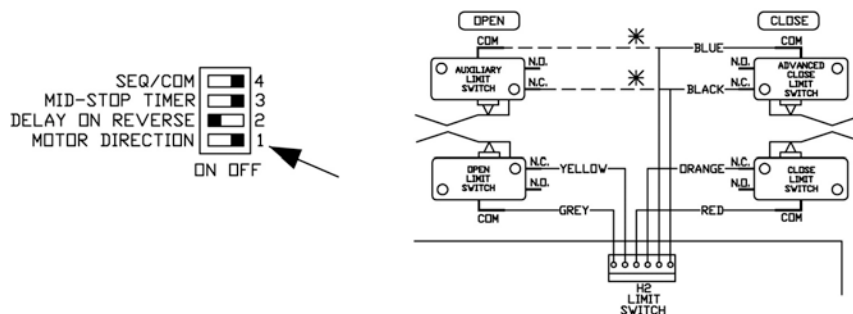 SEQ/COM 4
MID-STOP TIMER 3
DELAY ON REVERSE 2
MOTOR DIRECTION 1
ON OFF
OPEN
CLOSE
COM
*
BLUE
COM
AUXILIARY
LIMIT
SWITCH
N.O.
N.C.
*
BLACK
N.O.
N.C.
ADVANCED
CLOSE LIMIT
SWITCH
OPEN
LIMIT
SWITCH
N.C.
YELLOW
N.O.
ORANGE
N.C.
N.O.
CLOSE
LIMIT
SWITCH
COM
GREY
RED
COM
H2
LIMIT
SWITCH